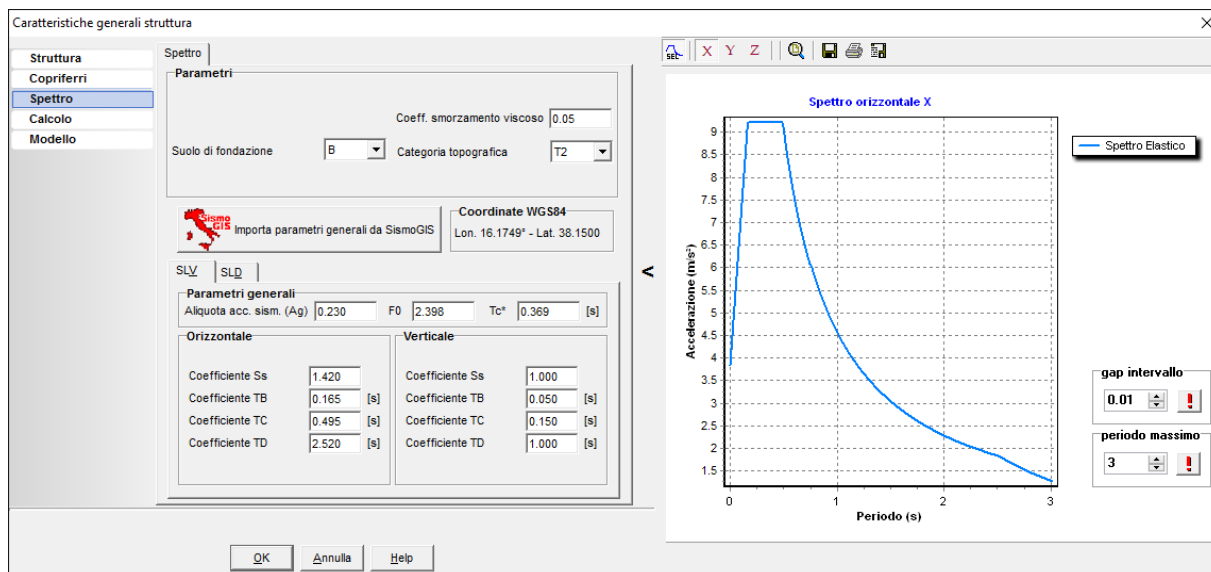 Caratteristiche generali struttura
Struttura
Copriferri
Spettro
Calcolo
Modello
Spettro
Parametri
Coeff. smorzamento viscoso 0.05
Suolo di fondazione B Categoria topografica T2
Sismo
GIS
Importa parametri generali da SismoGIS
Coordinate WGS84
Lon. 16.1749° - Lat. 38.1500
<
SLV SLD
Parametri generali
Aliquota acc. sism. (Ag) 0.230 F0 2.398 Tc* 0.369 [s]
Orizzontale
Coefficiente Ss 1.420
Coefficiente TB 0.165 [s]
Coefficiente TC 0.495 [s]
Coefficiente TD 2.520 [s]
Verticale
Coefficiente Ss 1.000
Coefficiente TB 0.050 [s]
Coefficiente TC 0.150 [s]
Coefficiente TD 1.000 [s]
OK Annulla Help
SEL X Y Z
Spettro orizzontale X
Accelerazione (m/s²)
9
8.5
8
7.5
7
6.5
6
5.5
5
4.5
4
3.5
3
2.5
2
1.5
0 1 2 3
Periodo (s)
Spettro Elastico
gap intervallo
0.01 !
periodo massimo
3 !